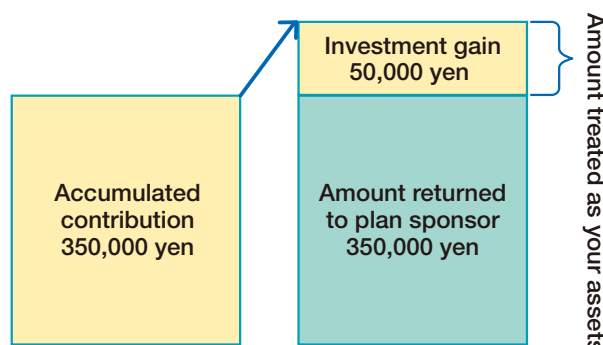 Accumulated
contribution
350,000 yen
Investment gain
50,000 yen
Amount returned
to plan sponsor
350,000 yen
Amount treated as your assets